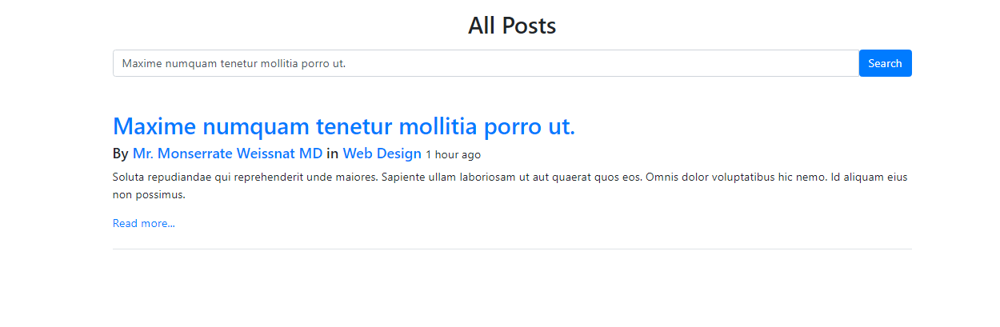 All Posts
Maxime numquam tenetur mollitia porro ut.
Search
Maxime numquam tenetur mollitia porro ut.
By Mr. Monserrate Weissnat MD in Web Design 1 hour ago
Soluta repudiandae qui reprehenderit unde maiores. Sapiente ullam laboriosam ut aut quaerat quos eos. Omnis dolor voluptatibus hic nemo. Id aliquam eius
non possimus.
Read more...